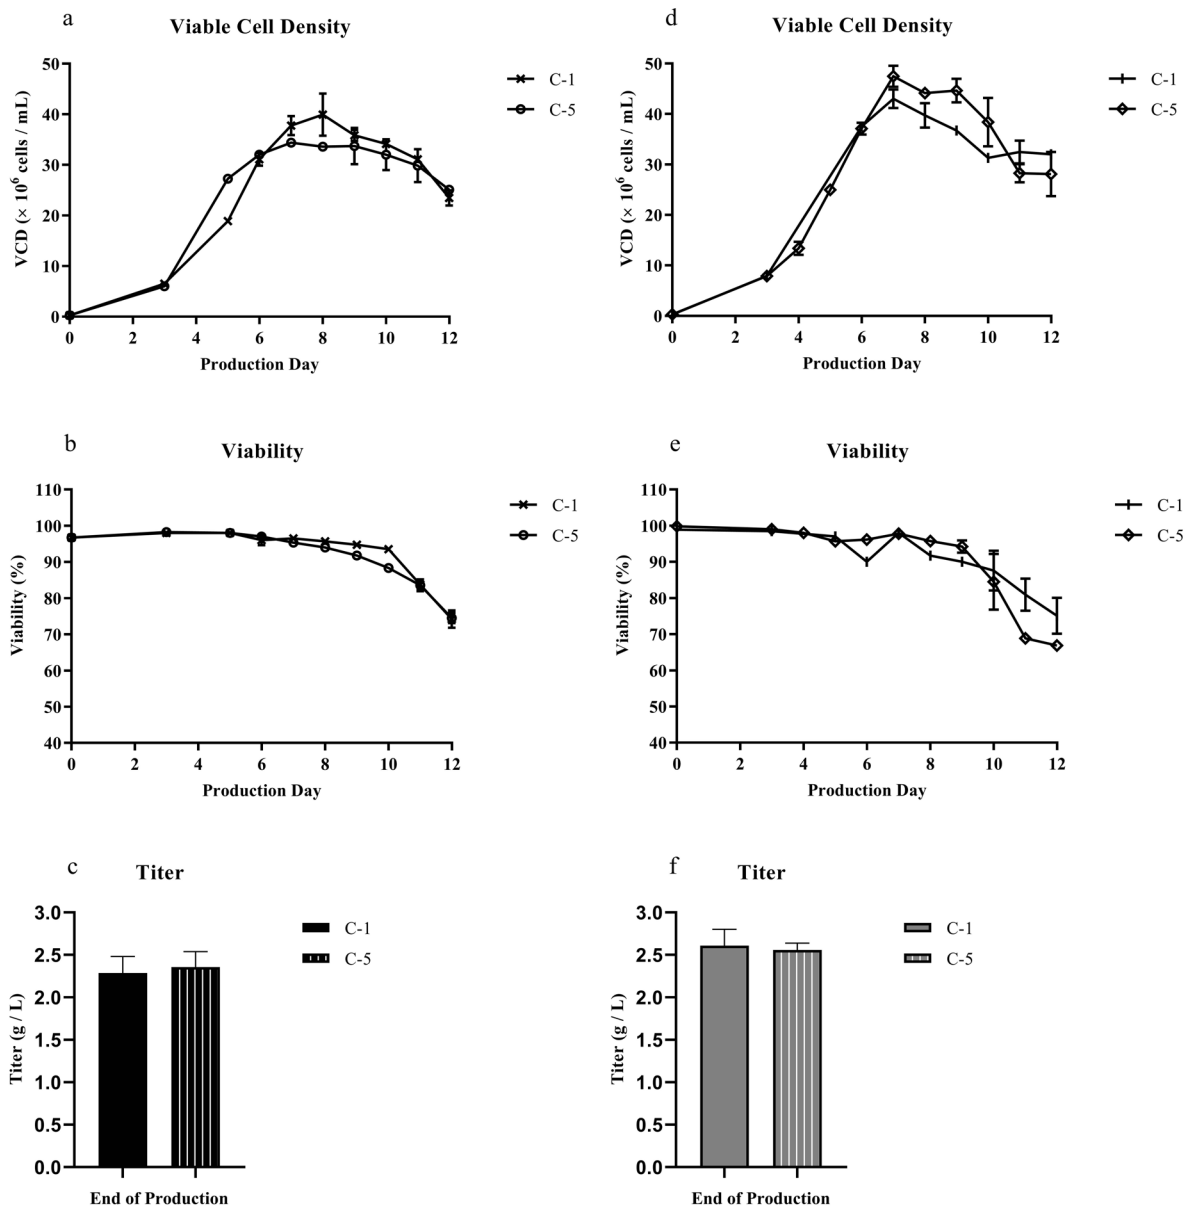 a
Viable Cell Density
50
40
30
20
10
0
VCD (× 10⁶ cells / mL)
0 2 4 6 8 10 12
Production Day
C-1
C-5
d
Viable Cell Density
50
40
30
20
10
0
VCD (× 10⁶ cells / mL)
0 2 4 6 8 10 12
Production Day
C-1
C-5
b
Viability
110
100
90
80
70
60
50
40
Viability (%)
0 2 4 6 8 10 12
Production Day
C-1
C-5
e
Viability
110
100
90
80
70
60
50
40
Viability (%)
0 2 4 6 8 10 12
Production Day
C-1
C-5
c
Titer
3.0
2.5
2.0
1.5
1.0
0.5
0.0
Titer (g / L)
End of Production
C-1
C-5
f
Titer
3.0
2.5
2.0
1.5
1.0
0.5
0.0
Titer (g / L)
End of Production
C-1
C-5